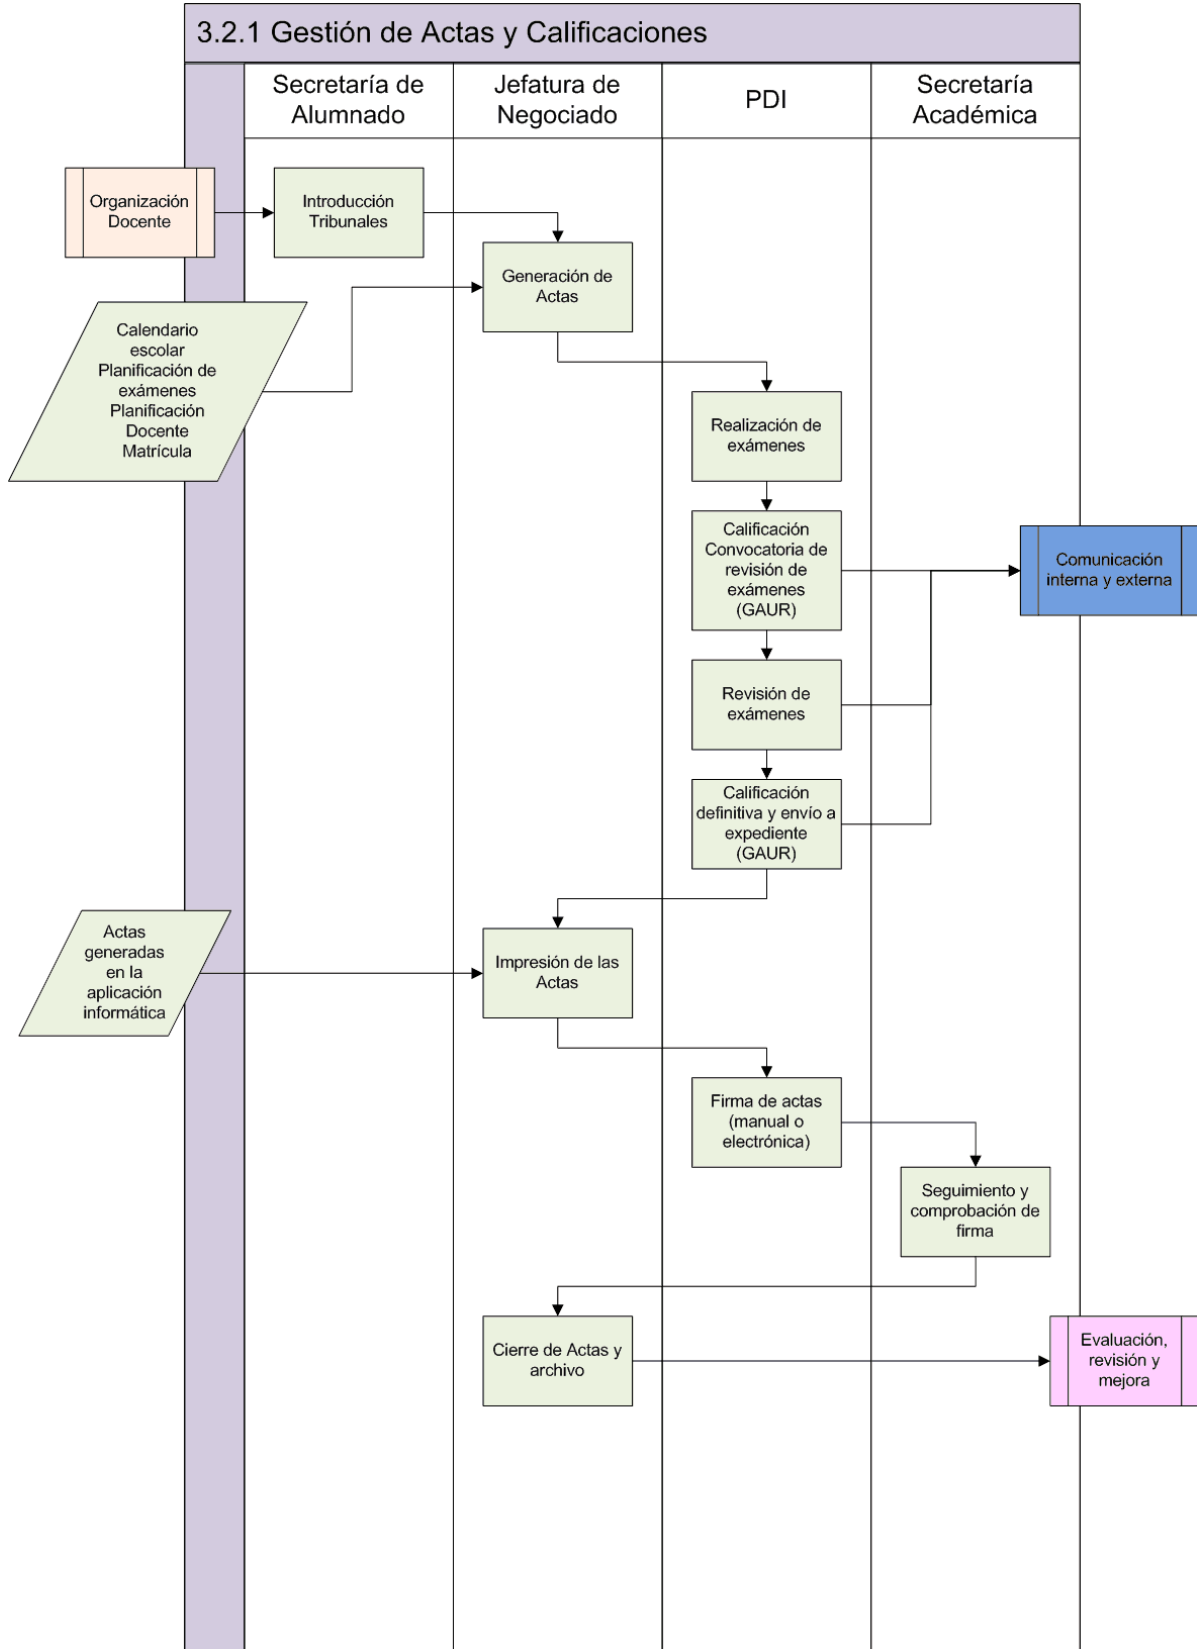 3.2.1 Gestión de Actas y Calificaciones
Secretaría de
Alumnado
Jefatura de
Negociado
PDI
Secretaría
Académica
Organización
Docente
Introducción
Tribunales
Generación de
Actas
Calendario
escolar
Planificación de
exámenes
Planificación
Docente
Matrícula
Realización de
exámenes
Calificación
Convocatoria de
revisión de
exámenes
(GAUR)
Comunicación
interna y externa
Revisión de
exámenes
Calificación
definitiva y envío a
expediente
(GAUR)
Actas
generadas
en la
aplicación
informática
Impresión de las
Actas
Firma de actas
(manual o
electrónica)
Seguimiento y
comprobación de
firma
Cierre de Actas y
archivo
Evaluación,
revisión y
mejora